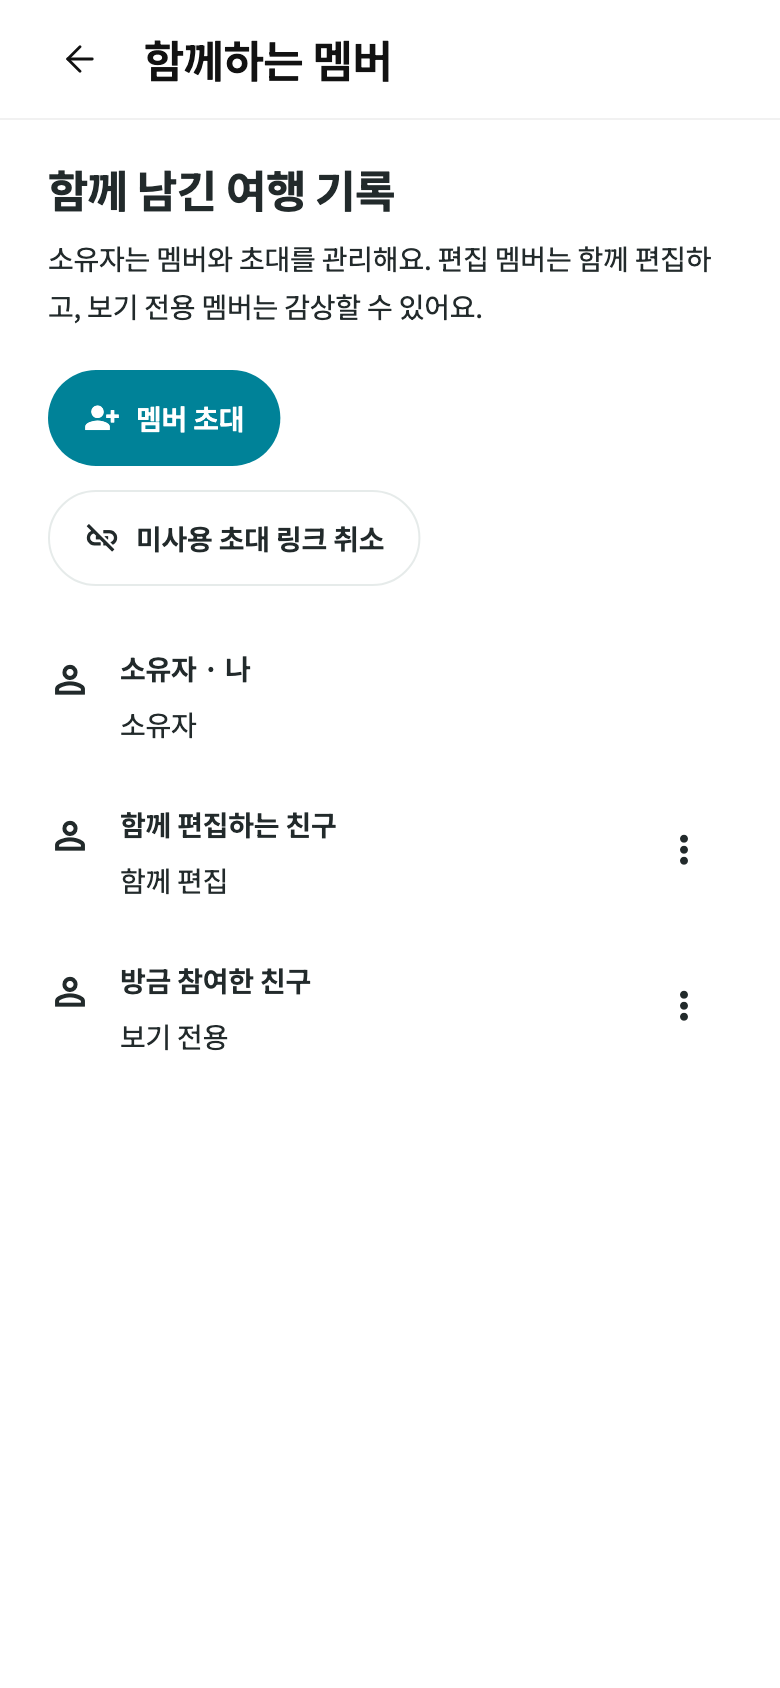 함께하는 멤버
함께 남긴 여행 기록
소유자는 멤버와 초대를 관리해요. 편집 멤버는 함께 편집하
고, 보기 전용 멤버는 감상할 수 있어요.
멤버 초대
미사용 초대 링크 취소
소유자 · 나
소유자
함께 편집하는 친구
함께 편집
방금 참여한 친구
보기 전용